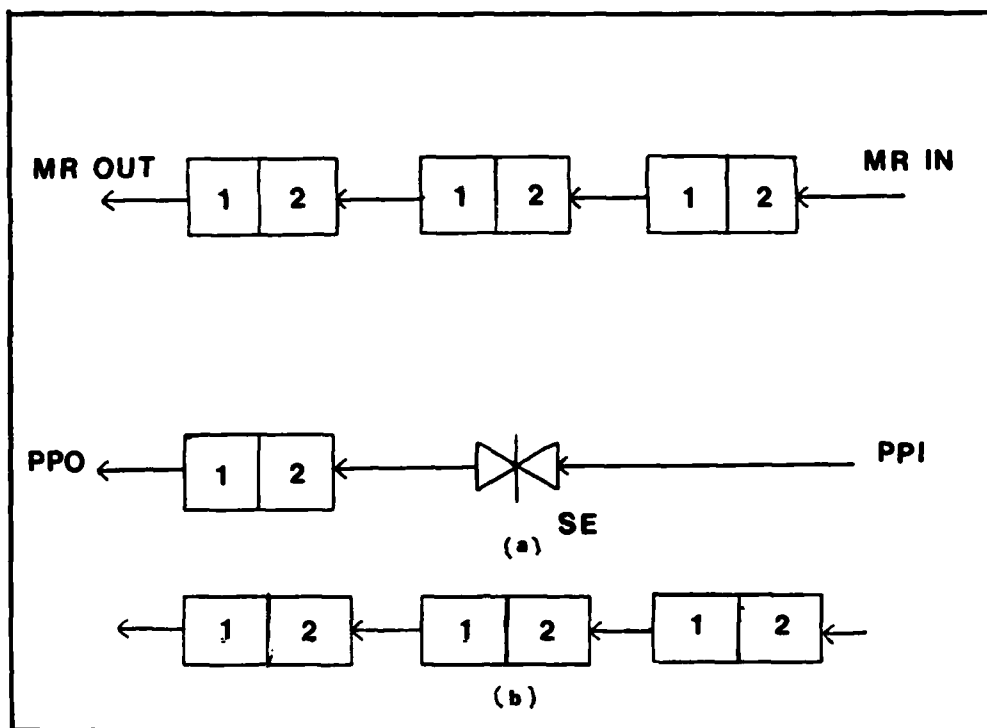 MR OUT 1 2 1 2 1 2 MR IN
PPO 1 2 PPI
SE
(a)
1 2 1 2 1 2
(b)